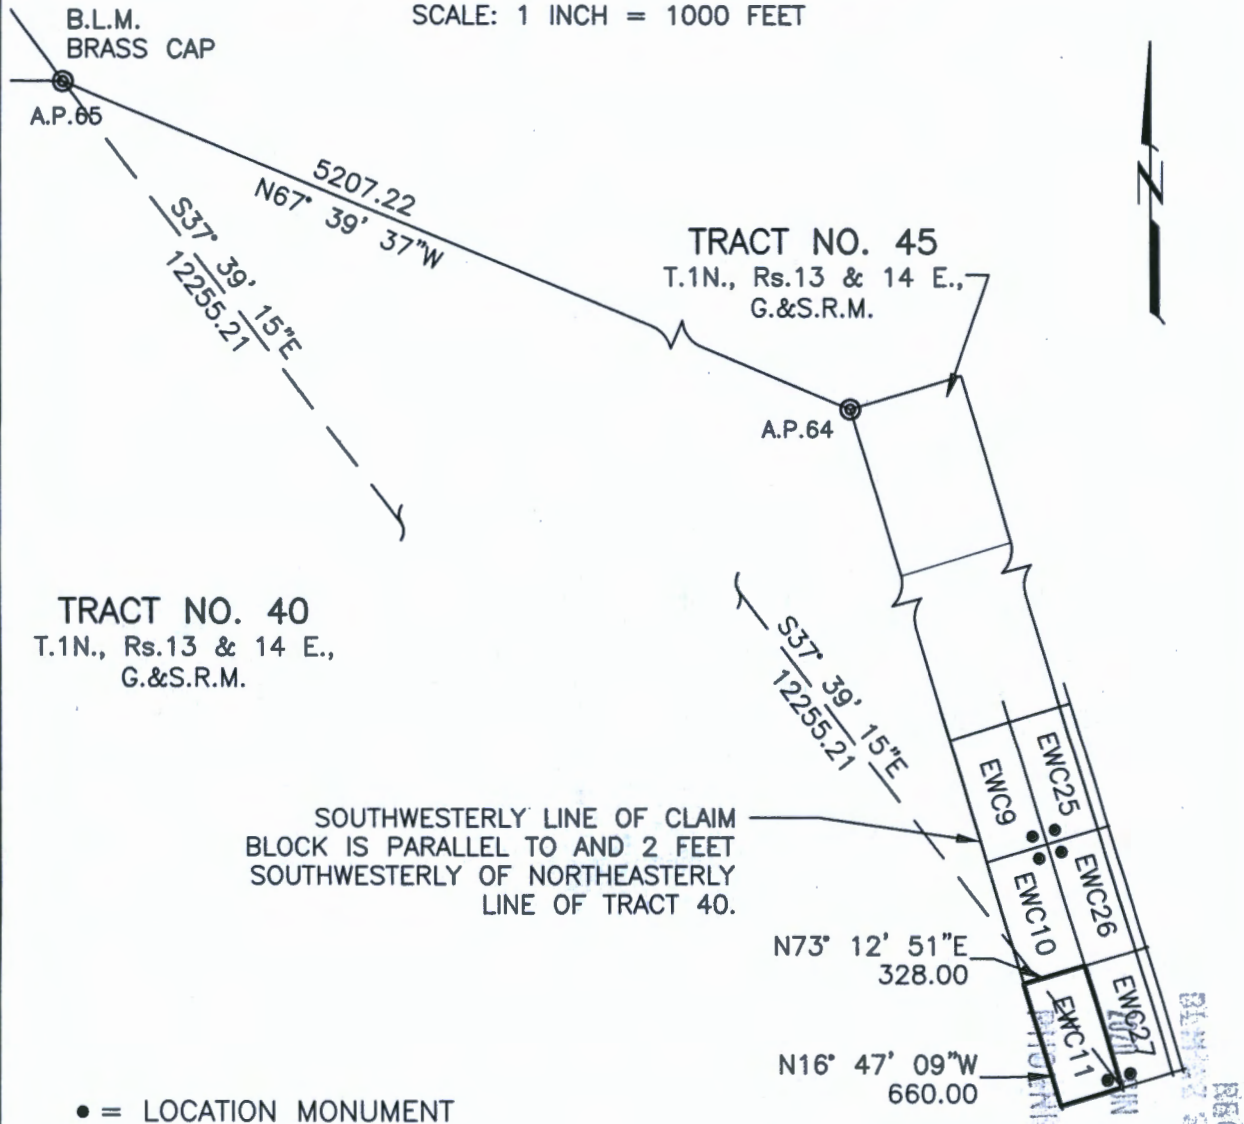 SCALE: 1 INCH = 1000 FEET
B.L.M.
BRASS CAP
A.P.65
5207.22
N67° 39' 37"W
S37° 39' 15"E
12255.21
TRACT NO. 45
T.1N., Rs.13 & 14 E.,
G.&S.R.M.
N
A.P.64
TRACT NO. 40
T.1N., Rs.13 & 14 E.,
G.&S.R.M.
S37° 39' 15"E
12255.21
EWC9
EWC25
SOUTHWESTERLY LINE OF CLAIM
BLOCK IS PARALLEL TO AND 2 FEET
SOUTHWESTERLY OF NORTHEASTERLY
LINE OF TRACT 40.
EWC10
EWC26
N73° 12' 51"E
328.00
EWC11
EWC27
N16° 47' 09"W
660.00
● = LOCATION MONUMENT